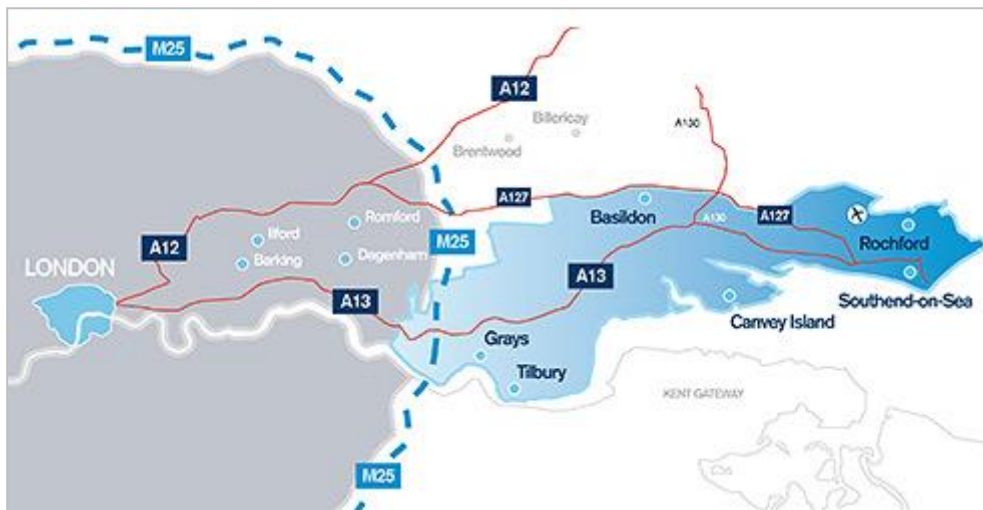 M25
A12
Billericay
A130
Brentwood
A127
Romford
Basildon
A130
A127
Ilford
M25
Rochford
A12
Barking
Dagenham
LONDON
A13
A13
Southend-on-Sea
Canvey Island
Grays
Tilbury
KENT GATEWAY
M25